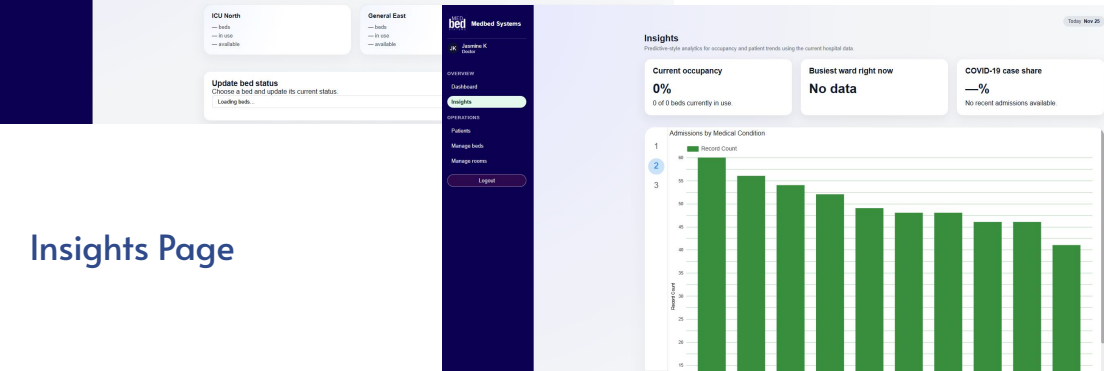 ICU North
— beds
— in use
— available
General East
— beds
— in use
— available
Update bed status
Choose a bed and update its current status.
Loading beds...
Insights Page
MED
bed
Medbed Systems
JK
Jasmine K
Doctor
OVERVIEW
Dashboard
Insights
OPERATIONS
Patients
Manage beds
Manage rooms
Logout
Today Nov 25
Insights
Predictive-style analytics for occupancy and patient trends using the current hospital data.
Current occupancy
0%
0 of 0 beds currently in use.
Busiest ward right now
No data
COVID-19 case share
—%
No recent admissions available.
1
2
3
Admissions by Medical Condition
Record Count
60
55
50
45
40
35
30
25
20
15
Record Count